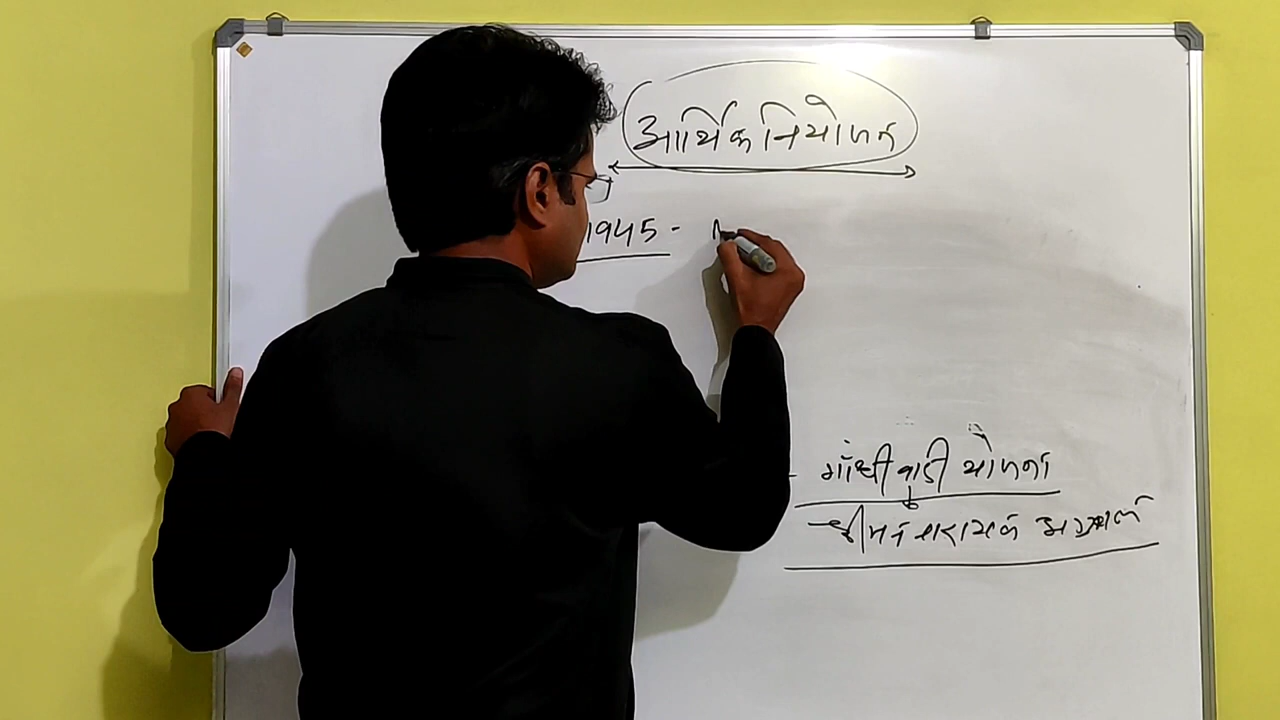 आर्थिक नियोजन
1945 -
गाँधी वादी योजना
श्रीमन नारायण अग्रवाल